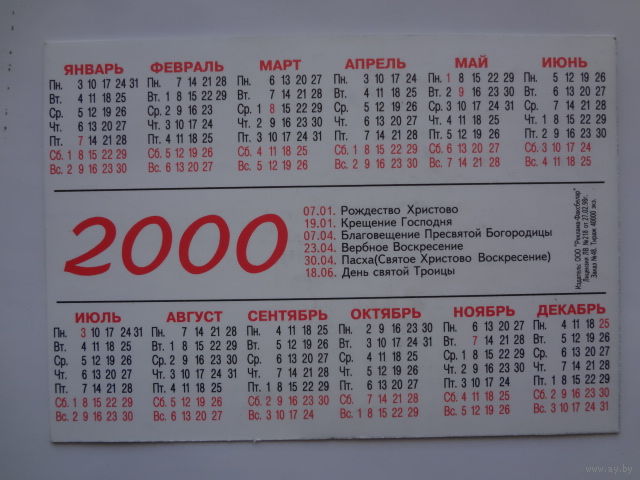 ЯНВАРЬ ФЕВРАЛЬ МАРТ АПРЕЛЬ МАЙ ИЮНЬ
Пн. 3 10 17 24 31 Пн. 7 14 21 28 Пн. 6 13 20 27 Пн. 3 10 17 24 Пн. 1 8 15 22 29 Пн. 5 12 19 26
Вт. 4 11 18 25 Вт. 1 8 15 22 29 Вт. 7 14 21 28 Вт. 4 11 18 25 Вт. 2 9 16 23 30 Вт. 6 13 20 27
Ср. 5 12 19 26 Ср. 2 9 16 23 Ср. 1 8 15 22 29 Ср. 5 12 19 26 Ср. 3 10 17 24 31 Ср. 7 14 21 28
Чт. 6 13 20 27 Чт. 3 10 17 24 Чт. 2 9 16 23 30 Чт. 6 13 20 27 Чт. 4 11 18 25 Чт. 1 8 15 22 29
Пт. 7 14 21 28 Пт. 4 11 18 25 Пт. 3 10 17 24 31 Пт. 7 14 21 28 Пт. 5 12 19 26 Пт. 2 9 16 23 30
Сб. 1 8 15 22 29 Сб. 5 12 19 26 Сб. 4 11 18 25 Сб. 1 8 15 22 29 Сб. 6 13 20 27 Сб. 3 10 17 24
Вс. 2 9 16 23 30 Вс. 6 13 20 27 Вс. 5 12 19 26 Вс. 2 9 16 23 30 Вс. 7 14 21 28 Вс. 4 11 18 25
2000
07.01. Рождество Христово
19.01. Крещение Господня
07.04. Благовещение Пресвятой Богородицы
23.04. Вербное Воскресение
30.04. Пасха(Святое Христово Воскресение)
18.06. День святой Троицы
Издатель: ООО "Реклама-Факсбелар"
Лицензия ЛВ №218 от 27.02.98г.
Заказ №48. Тираж 40000 экз.
ИЮЛЬ АВГУСТ СЕНТЯБРЬ ОКТЯБРЬ НОЯБРЬ ДЕКАБРЬ
Пн. 3 10 17 24 31 Пн. 7 14 21 28 Пн. 4 11 18 25 Пн. 2 9 16 23 30 Пн. 6 13 20 27 Пн. 4 11 18 25
Вт. 4 11 18 25 Вт. 1 8 15 22 29 Вт. 5 12 19 26 Вт. 3 10 17 24 31 Вт. 7 14 21 28 Вт. 5 12 19 26
Ср. 5 12 19 26 Ср. 2 9 16 23 30 Ср. 6 13 20 27 Ср. 4 11 18 25 Ср. 1 8 15 22 29 Ср. 6 13 20 27
Чт. 6 13 20 27 Чт. 3 10 17 24 31 Чт. 7 14 21 28 Чт. 5 12 19 26 Чт. 2 9 16 23 30 Чт. 7 14 21 28
Пт. 7 14 21 28 Пт. 4 11 18 25 Пт. 1 8 15 22 29 Пт. 6 13 20 27 Пт. 3 10 17 24 Пт. 1 8 15 22 29
Сб. 1 8 15 22 29 Сб. 5 12 19 26 Сб. 2 9 16 23 30 Сб. 7 14 21 28 Сб. 4 11 18 25 Сб. 2 9 16 23 30
Вс. 2 9 16 23 30 Вс. 6 13 20 27 Вс. 3 10 17 24 Вс. 1 8 15 22 29 Вс. 5 12 19 26 Вс. 3 10 17 24 31
www.ay.by